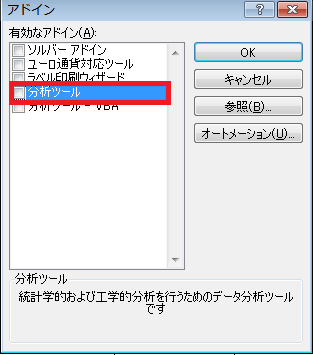 アドイン
有効なアドイン(A):
ソルバー アドイン
ユーロ通貨対応ツール
ラベル印刷ウィザード
分析ツール
分析ツール - VBA
OK
キャンセル
参照(B)...
オートメーション(U)...
分析ツール
統計学的および工学的分析を行うためのデータ分析ツール
です